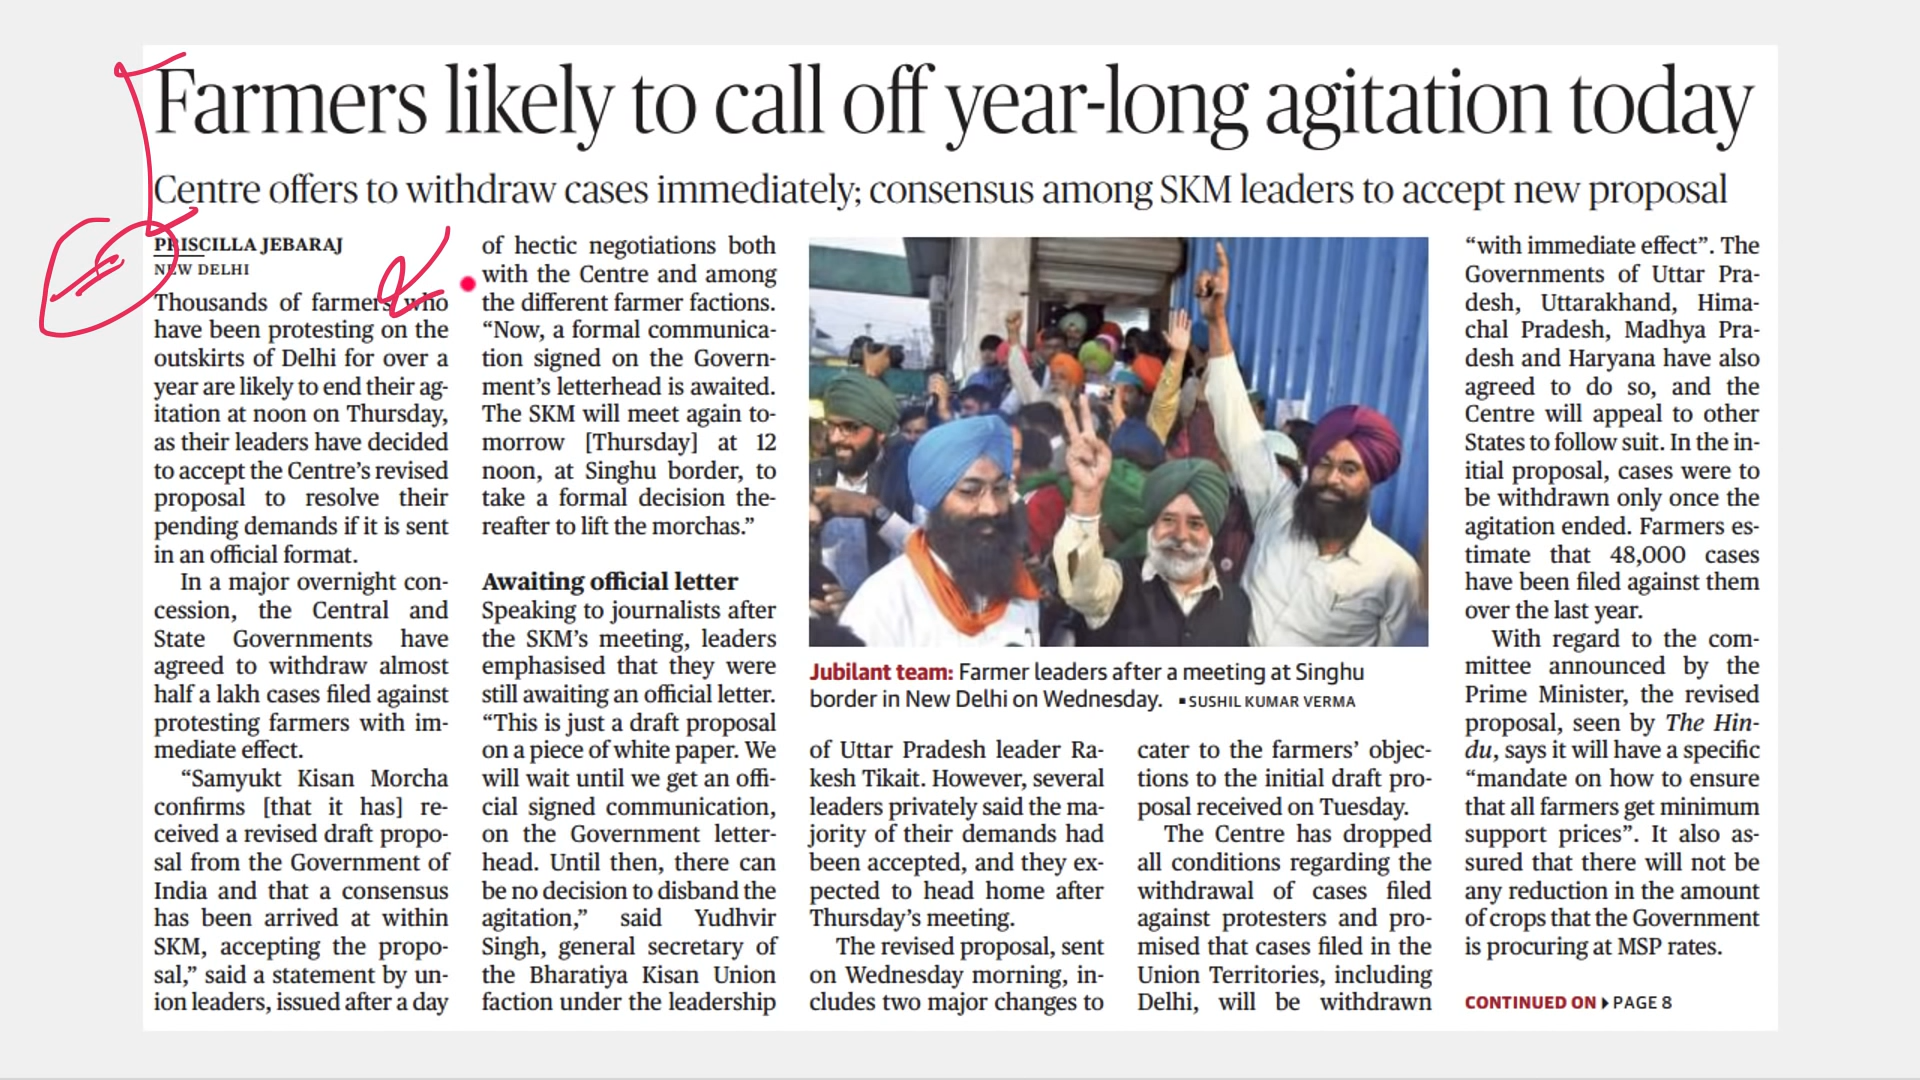 Farmers likely to call off year-long agitation today
Centre offers to withdraw cases immediately; consensus among SKM leaders to accept new proposal
PRISCILLA JEBARAJ
NEW DELHI
Thousands of farmers who
have been protesting on the
outskirts of Delhi for over a
year are likely to end their ag-
itation at noon on Thursday,
as their leaders have decided
to accept the Centre's revised
proposal to resolve their
pending demands if it is sent
in an official format.
In a major overnight con-
cession, the Central and
State Governments have
agreed to withdraw almost
half a lakh cases filed against
protesting farmers with im-
mediate effect.
“Samyukt Kisan Morcha
confirms [that it has] re-
ceived a revised draft propo-
sal from the Government of
India and that a consensus
has been arrived at within
SKM, accepting the propo-
sal,” said a statement by un-
ion leaders, issued after a day
of hectic negotiations both
with the Centre and among
the different farmer factions.
“Now, a formal communica-
tion signed on the Govern-
ment's letterhead is awaited.
The SKM will meet again to-
morrow [Thursday] at 12
noon, at Singhu border, to
take a formal decision the-
reafter to lift the morchas.”
Awaiting official letter
Speaking to journalists after
the SKM's meeting, leaders
emphasised that they were
still awaiting an official letter.
“This is just a draft proposal
on a piece of white paper. We
will wait until we get an offi-
cial signed communication,
on the Government letter-
head. Until then, there can
be no decision to disband the
agitation,” said Yudhvir
Singh, general secretary of
the Bharatiya Kisan Union
faction under the leadership
Jubilant team: Farmer leaders after a meeting at Singhu
border in New Delhi on Wednesday. ▪ SUSHIL KUMAR VERMA
of Uttar Pradesh leader Ra-
kesh Tikait. However, several
leaders privately said the ma-
jority of their demands had
been accepted, and they ex-
pected to head home after
Thursday's meeting.
The revised proposal, sent
on Wednesday morning, in-
cludes two major changes to
cater to the farmers' objec-
tions to the initial draft pro-
posal received on Tuesday.
The Centre has dropped
all conditions regarding the
withdrawal of cases filed
against protesters and pro-
mised that cases filed in the
Union Territories, including
Delhi, will be withdrawn
“with immediate effect”. The
Governments of Uttar Pra-
desh, Uttarakhand, Hima-
chal Pradesh, Madhya Pra-
desh and Haryana have also
agreed to do so, and the
Centre will appeal to other
States to follow suit. In the in-
itial proposal, cases were to
be withdrawn only once the
agitation ended. Farmers es-
timate that 48,000 cases
have been filed against them
over the last year.
With regard to the com-
mittee announced by the
Prime Minister, the revised
proposal, seen by The Hin-
du, says it will have a specific
“mandate on how to ensure
that all farmers get minimum
support prices”. It also as-
sured that there will not be
any reduction in the amount
of crops that the Government
is procuring at MSP rates.
CONTINUED ON ▸ PAGE 8